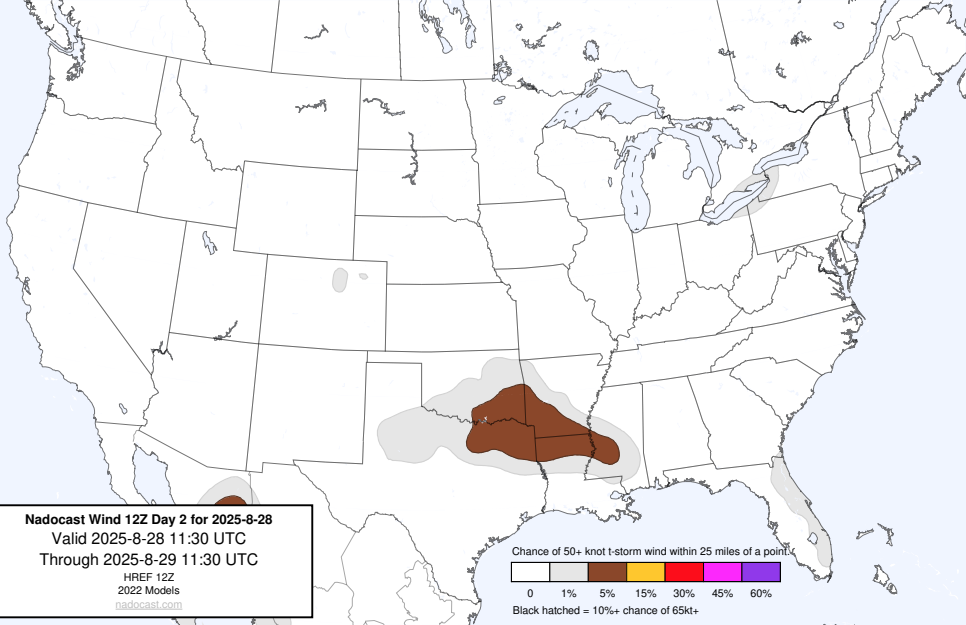 Nadocast Wind 12Z Day 2 for 2025-8-28
Valid 2025-8-28 11:30 UTC
Through 2025-8-29 11:30 UTC
HREF 12Z
2022 Models
nadocast.com
Chance of 50+ knot t-storm wind within 25 miles of a point.
0 1% 5% 15% 30% 45% 60%
Black hatched = 10%+ chance of 65kt+